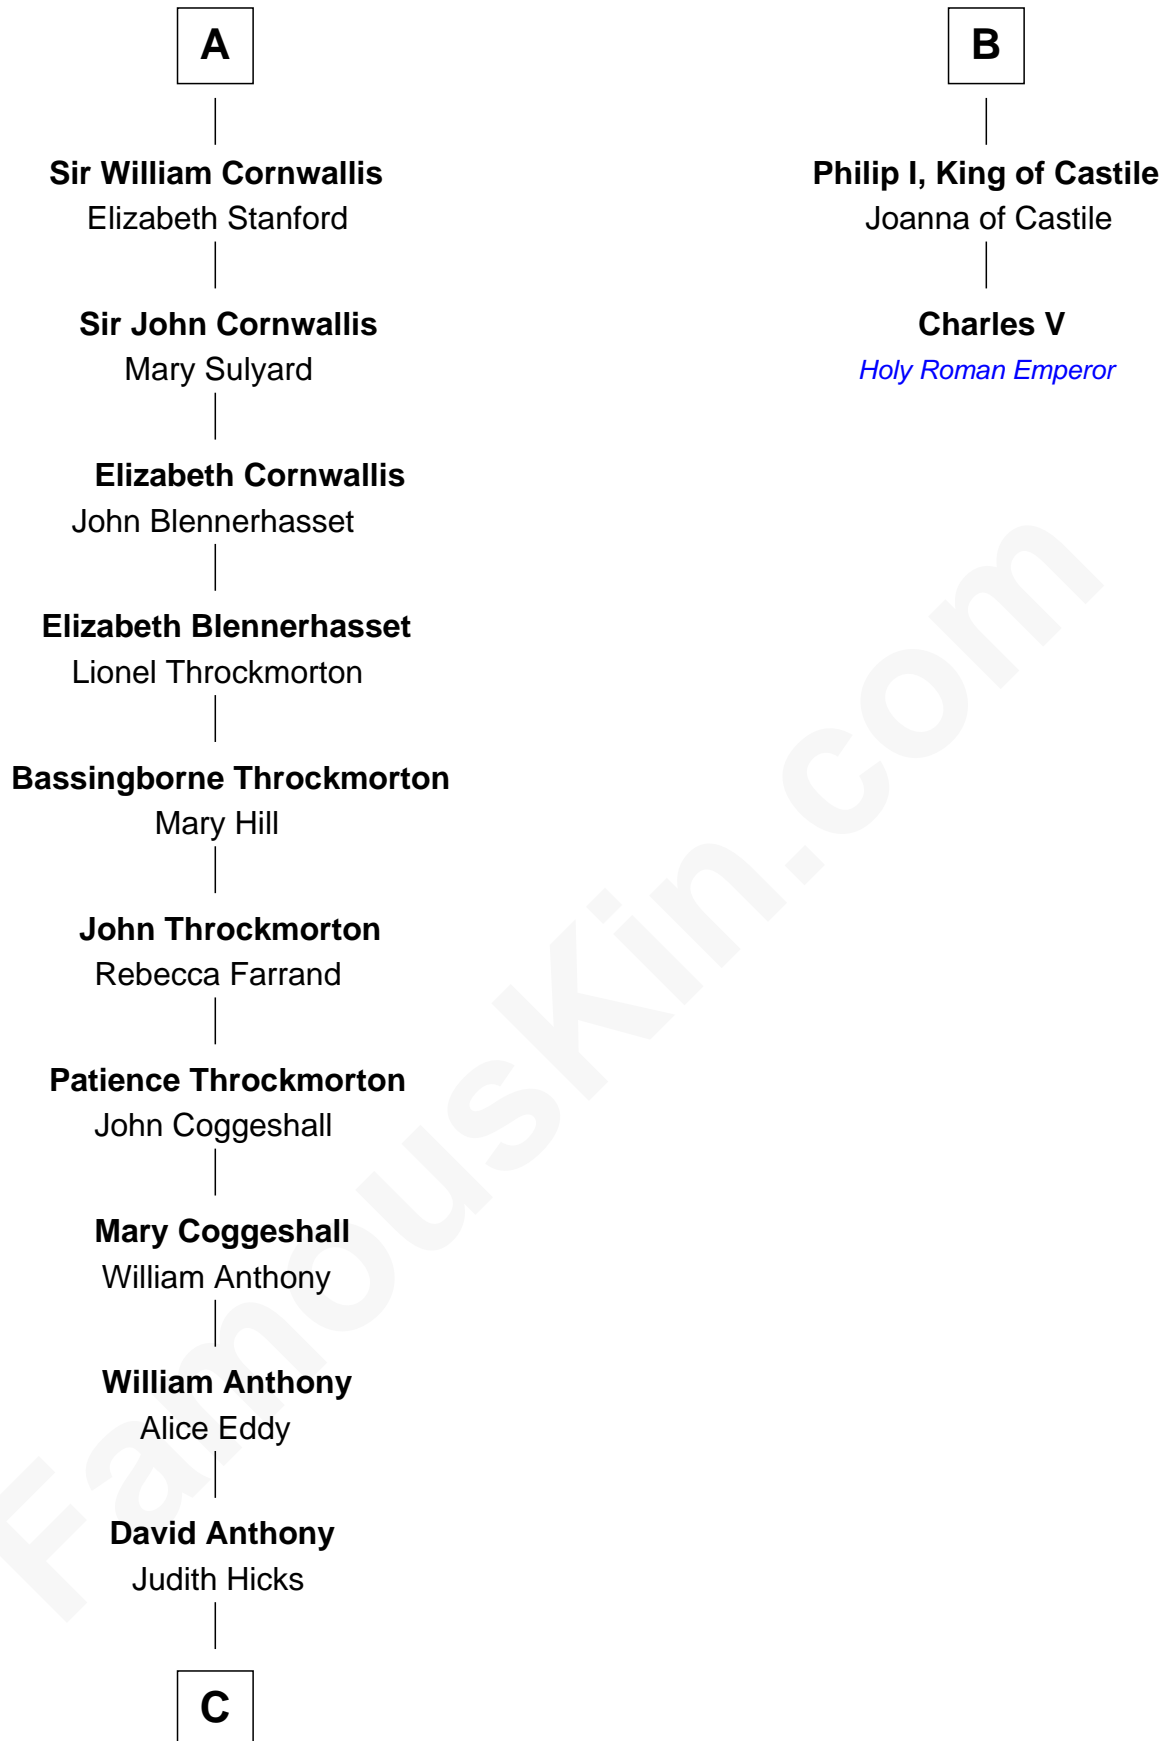 A
Sir William Cornwallis
Elizabeth Stanford
Sir John Cornwallis
Mary Sulyard
Elizabeth Cornwallis
John Blennerhasset
Elizabeth Blennerhasset
Lionel Throckmorton
Bassingborne Throckmorton
Mary Hill
John Throckmorton
Rebecca Farrand
Patience Throckmorton
John Coggeshall
Mary Coggeshall
William Anthony
William Anthony
Alice Eddy
David Anthony
Judith Hicks
C
B
Philip I, King of Castile
Joanna of Castile
Charles V
Holy Roman Emperor
FamousKin.com